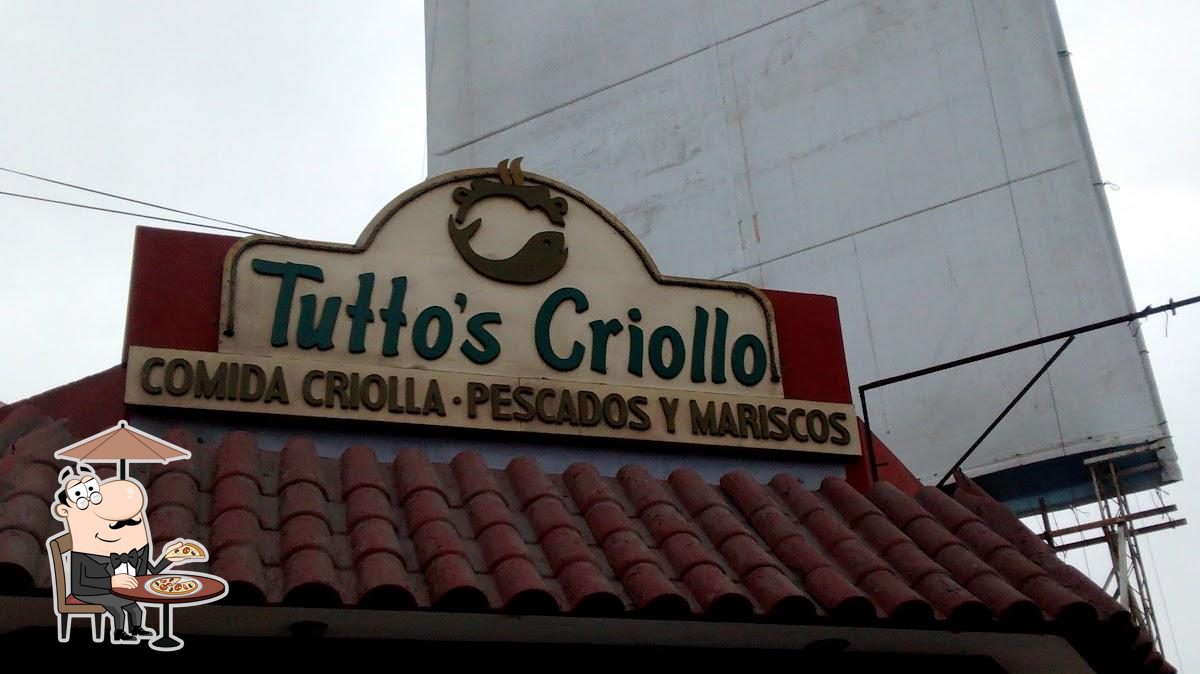 Tutto's Criollo
COMIDA CRIOLLA · PESCADOS Y MARISCOS